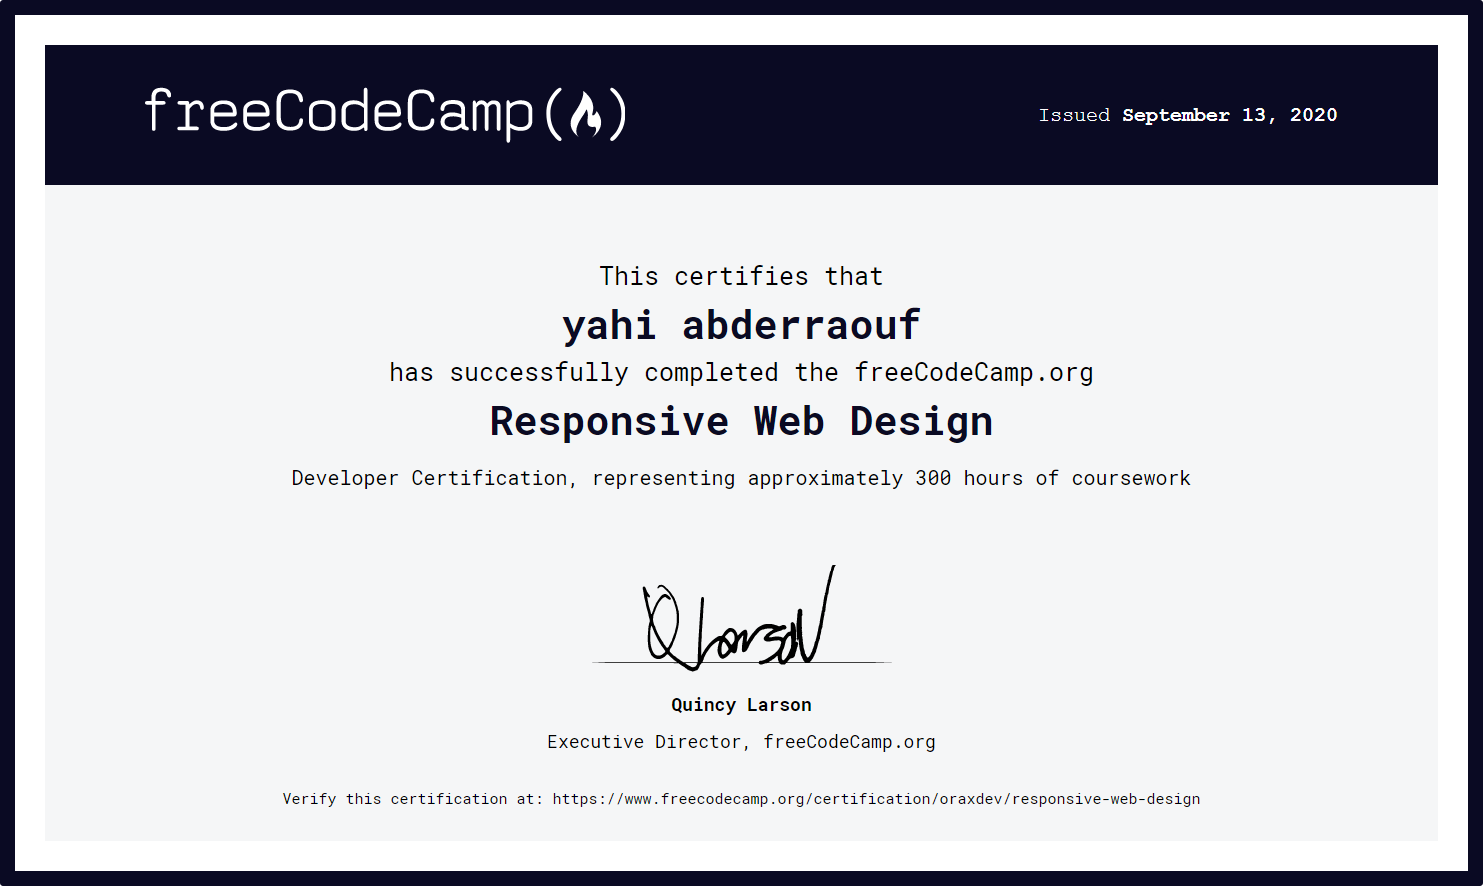 freeCodeCamp(🔥)
Issued September 13, 2020
This certifies that
yahi abderraouf
has successfully completed the freeCodeCamp.org
Responsive Web Design
Developer Certification, representing approximately 300 hours of coursework
Q Larson
Quincy Larson
Executive Director, freeCodeCamp.org
Verify this certification at: https://www.freecodecamp.org/certification/oraxdev/responsive-web-design